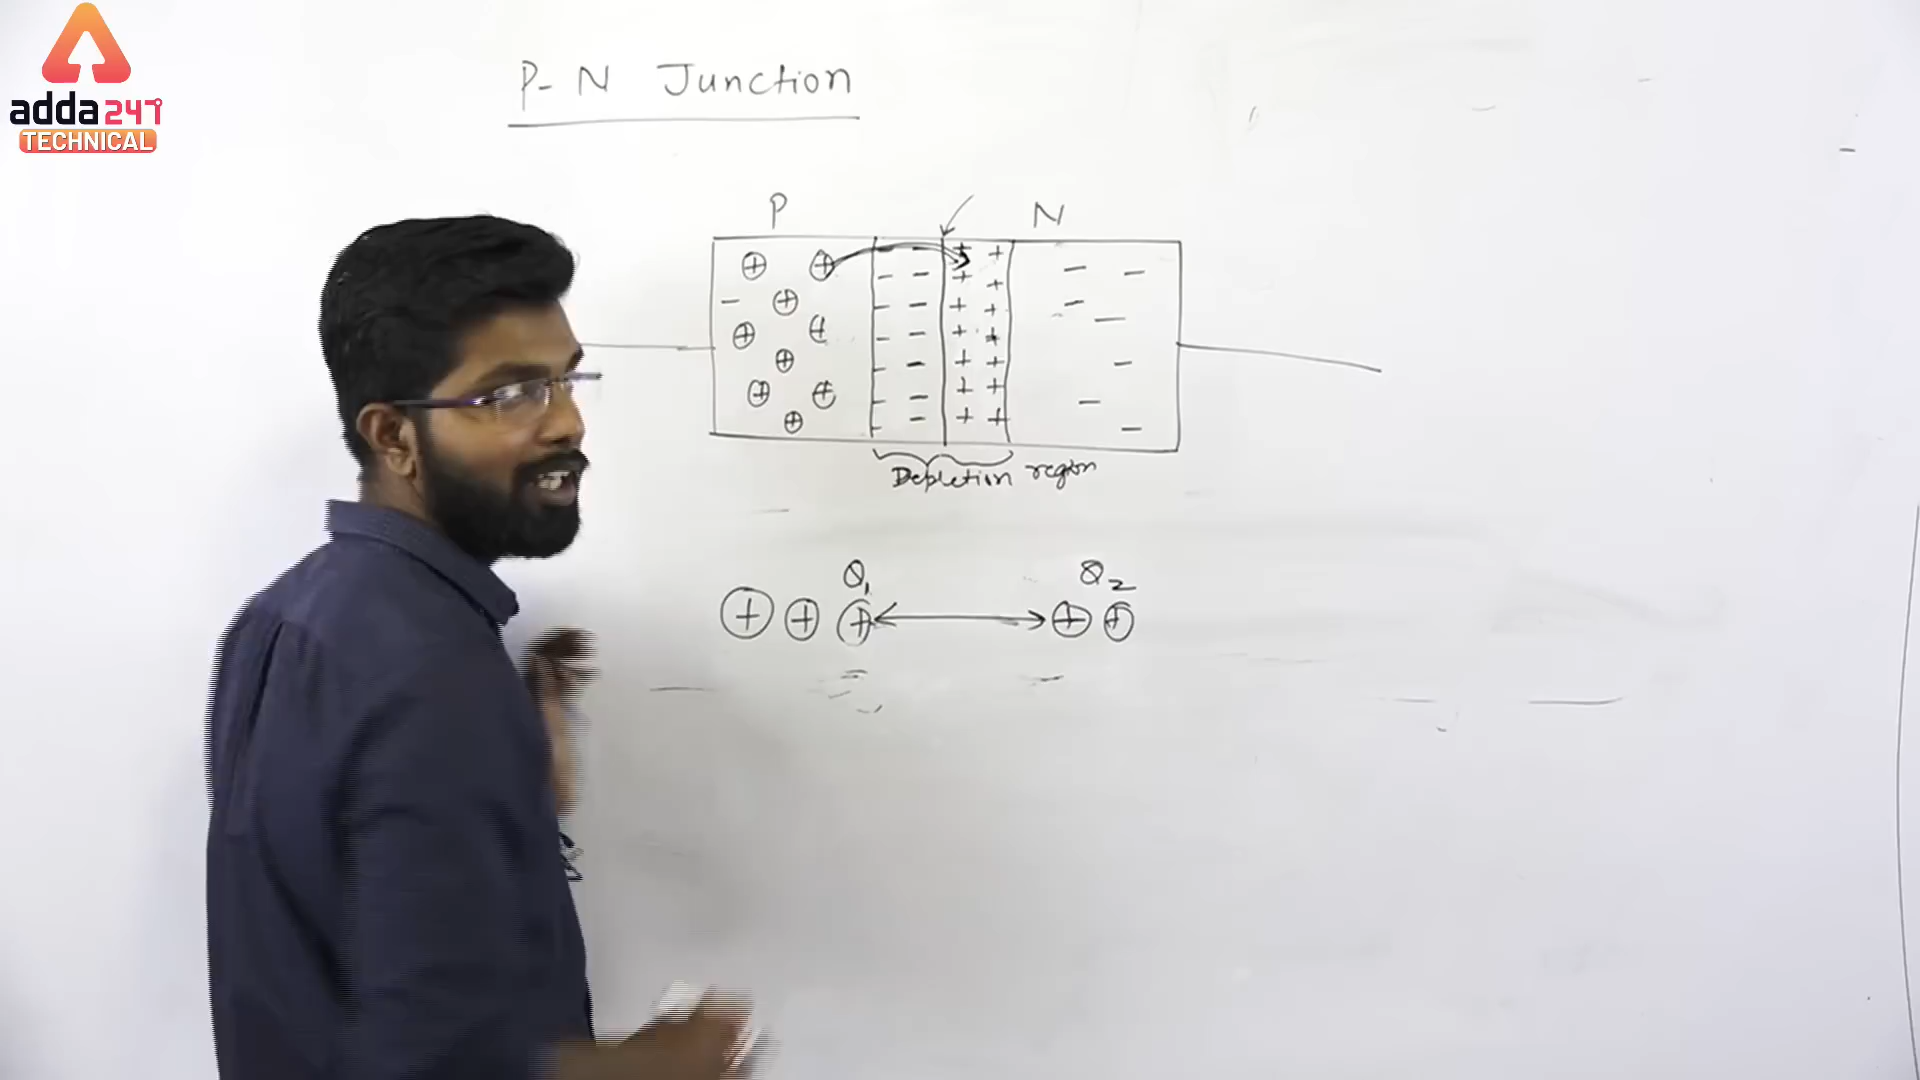 adda247
TECHNICAL
P-N Junction
P
N
Depletion region
Q1
Q2